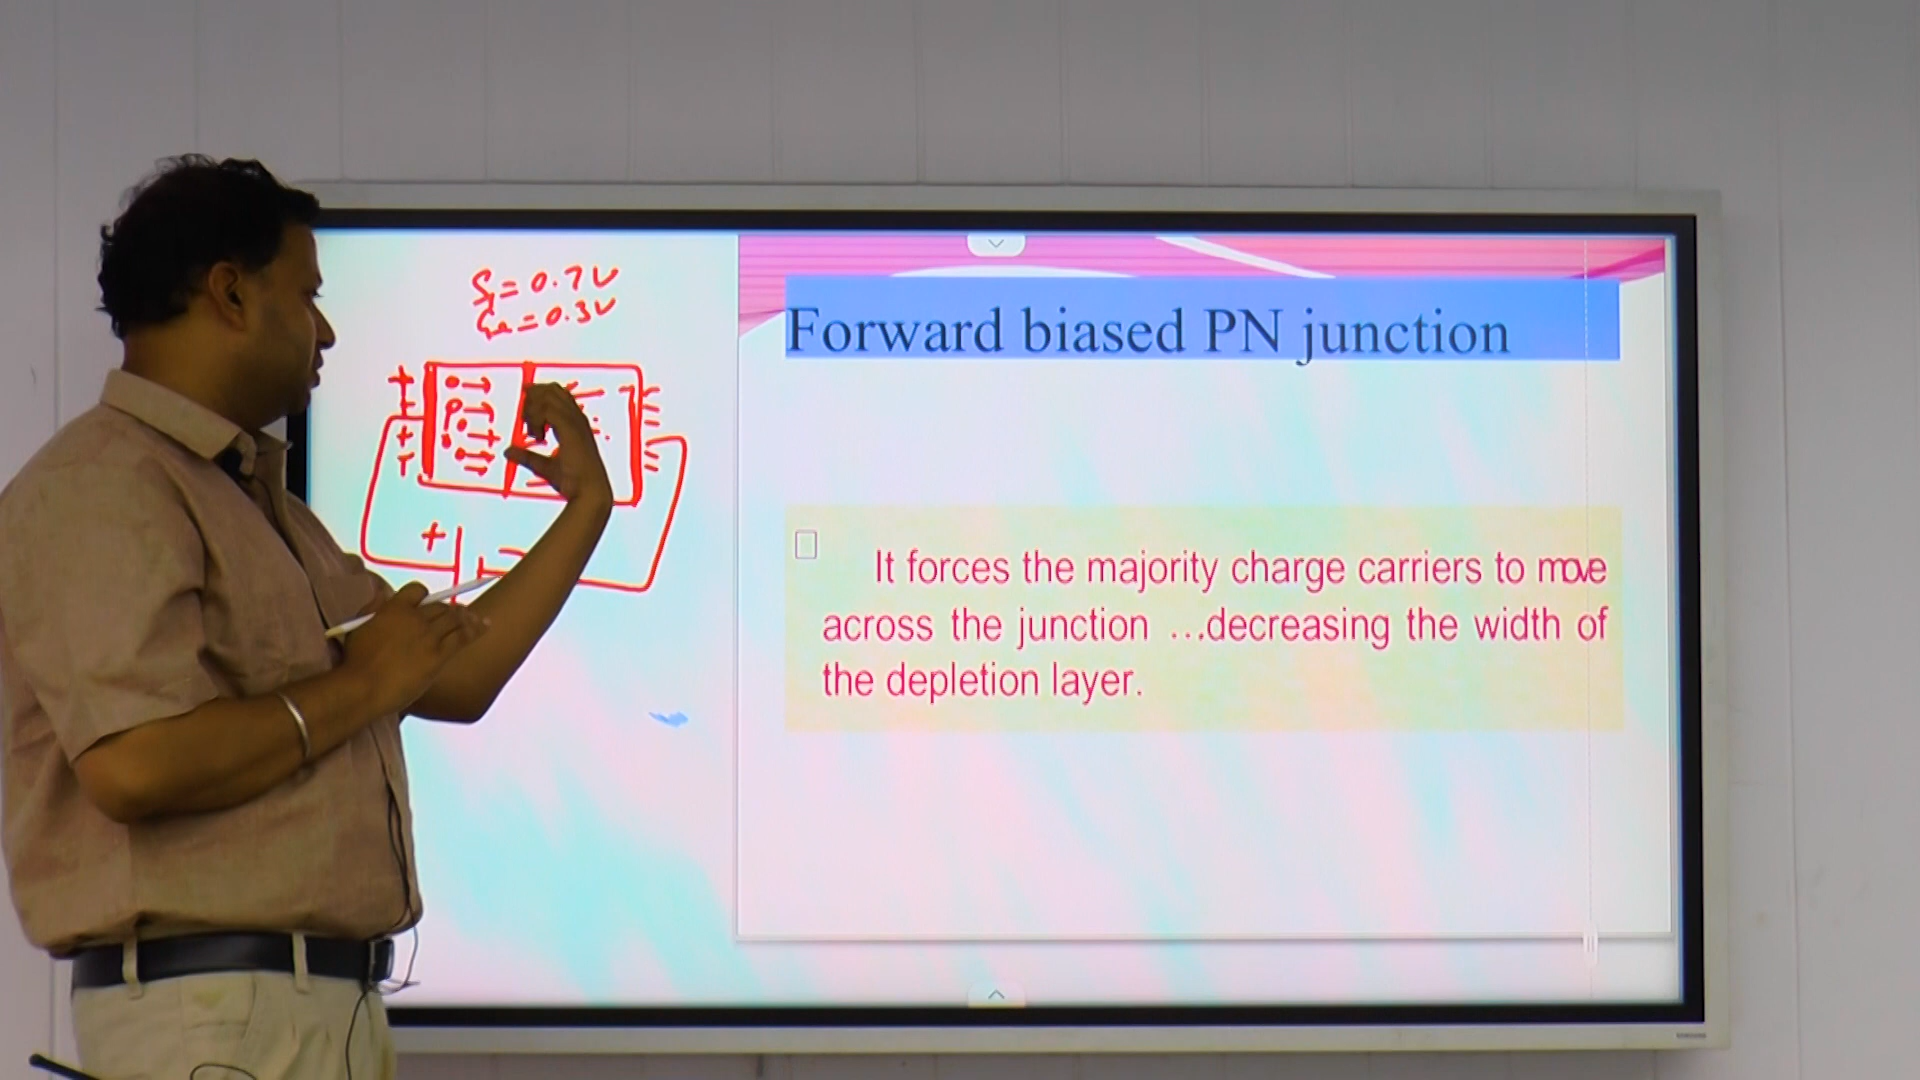 Si = 0.7V
Ge = 0.3V
+
+
+
+
P
+
Forward biased PN junction
It forces the majority charge carriers to move
across the junction ...decreasing the width of
the depletion layer.